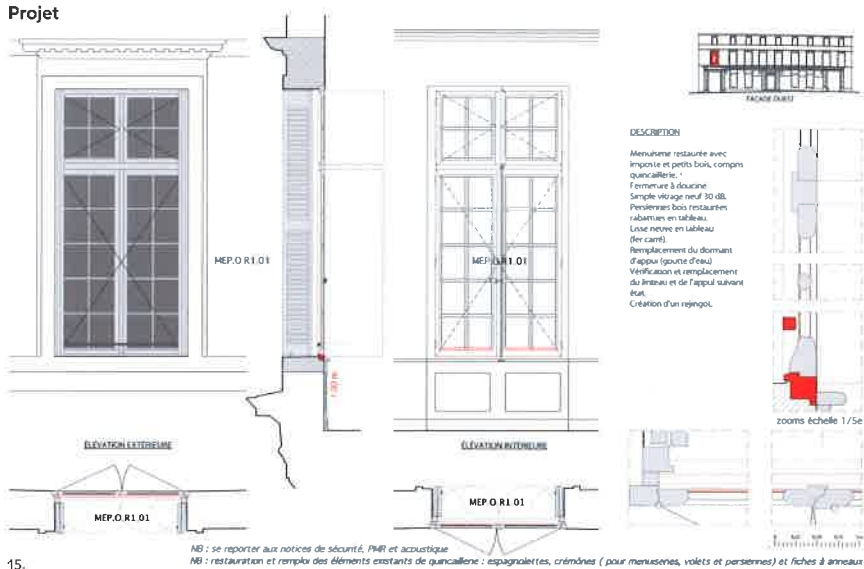 Projet
FAÇADE OUEST
DESCRIPTION
Menuiserie restaurée avec
imposte et petits bois, compris
quincaillerie.
Fermeture à doucine
Simple vitrage neuf 30 dB.
Persiennes bois restaurées
rabattues en tableau.
Lisse neuve en tableau
(fer carré).
Remplacement du dormant
d'appui (goutte d'eau)
Vérification et remplacement
du linteau et de l'appui suivant
état.
Création d'un rejingot.
MEP.O R1.01
MEP.O R1.01
1.00 m
zooms échelle 1/5e
ÉLÉVATION EXTÉRIEURE
ÉLÉVATION INTÉRIEURE
MEP.O.R1.01
MEP.O R1.01
NB : se reporter aux notices de sécurité, PMR et acoustique
NB : restauration et remploi des éléments existants de quincaillerie : espagnolettes, crémones ( pour menuiseries, volets et persiennes) et fiches à anneaux
15.